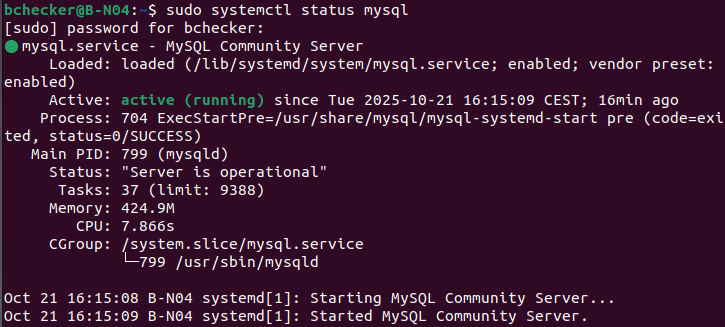 bchecker@B-N04:~$ sudo systemctl status mysql
[sudo] password for bchecker:
● mysql.service - MySQL Community Server
     Loaded: loaded (/lib/systemd/system/mysql.service; enabled; vendor preset:
enabled)
     Active: active (running) since Tue 2025-10-21 16:15:09 CEST; 16min ago
    Process: 704 ExecStartPre=/usr/share/mysql/mysql-systemd-start pre (code=exi
ted, status=0/SUCCESS)
   Main PID: 799 (mysqld)
     Status: "Server is operational"
      Tasks: 37 (limit: 9388)
     Memory: 424.9M
        CPU: 7.866s
     CGroup: /system.slice/mysql.service
             └─799 /usr/sbin/mysqld

Oct 21 16:15:08 B-N04 systemd[1]: Starting MySQL Community Server...
Oct 21 16:15:09 B-N04 systemd[1]: Started MySQL Community Server.